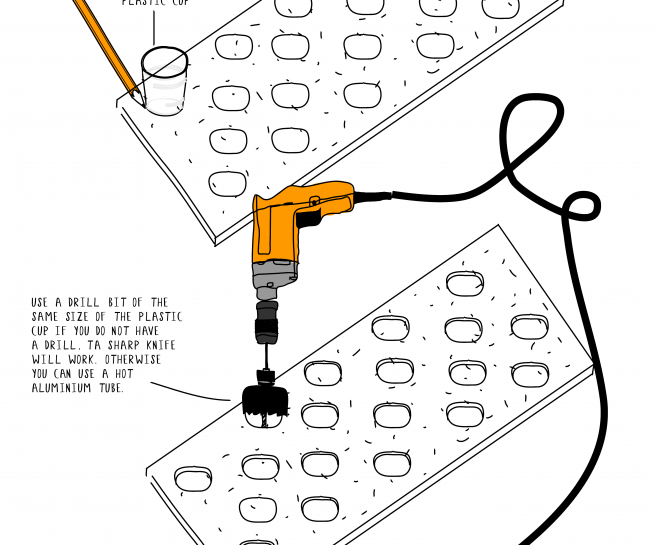 PLASTIC CUP
USE A DRILL BIT OF THE
SAME SIZE OF THE PLASTIC
CUP IF YOU DO NOT HAVE
A DRILL. TA SHARP KNIFE
WILL WORK. OTHERWISE
YOU CAN USE A HOT
ALUMINIUM TUBE.